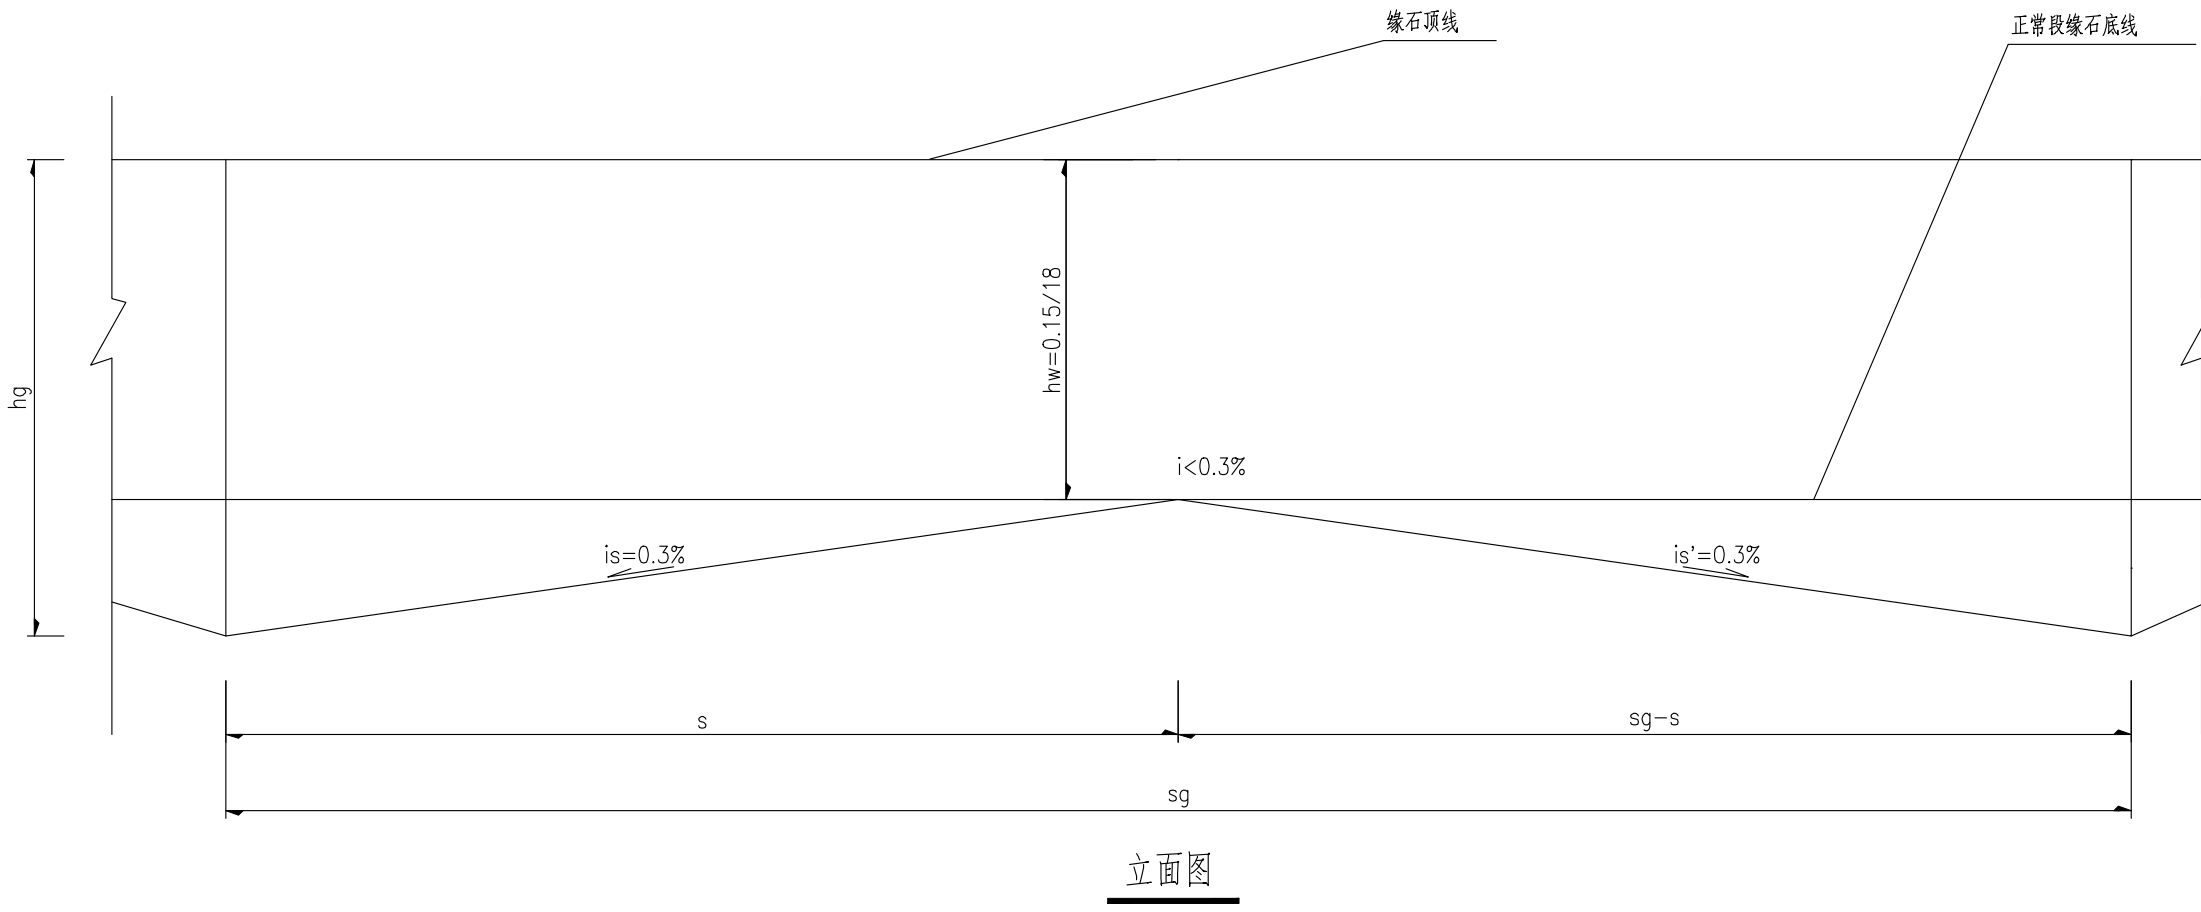 缘石顶线
正常段缘石底线
hg
hw=0.15/18
i<0.3%
is=0.3%
is'=0.3%
s
sg-s
sg
立面图